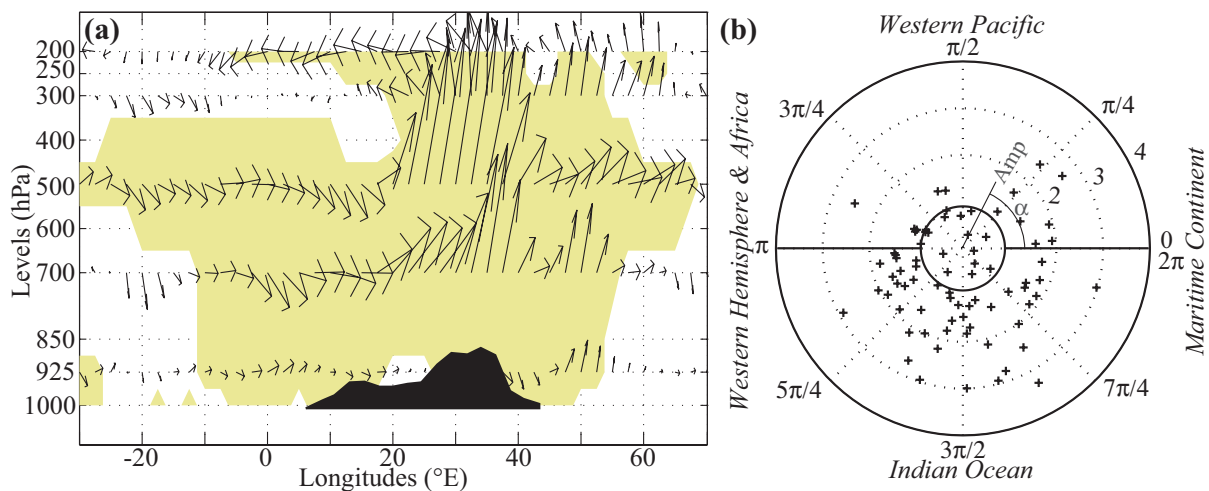 (a)
200
250
300
400
500
600
700
850
925
1000
Levels (hPa)
-20 0 20 40 60
Longitudes (°E)
(b)
Western Pacific
π/2
3π/4
π/4
4
3
2
Amp
α
π
0
2π
5π/4
7π/4
3π/2
Indian Ocean
Western Hemisphere & Africa
Maritime Continent